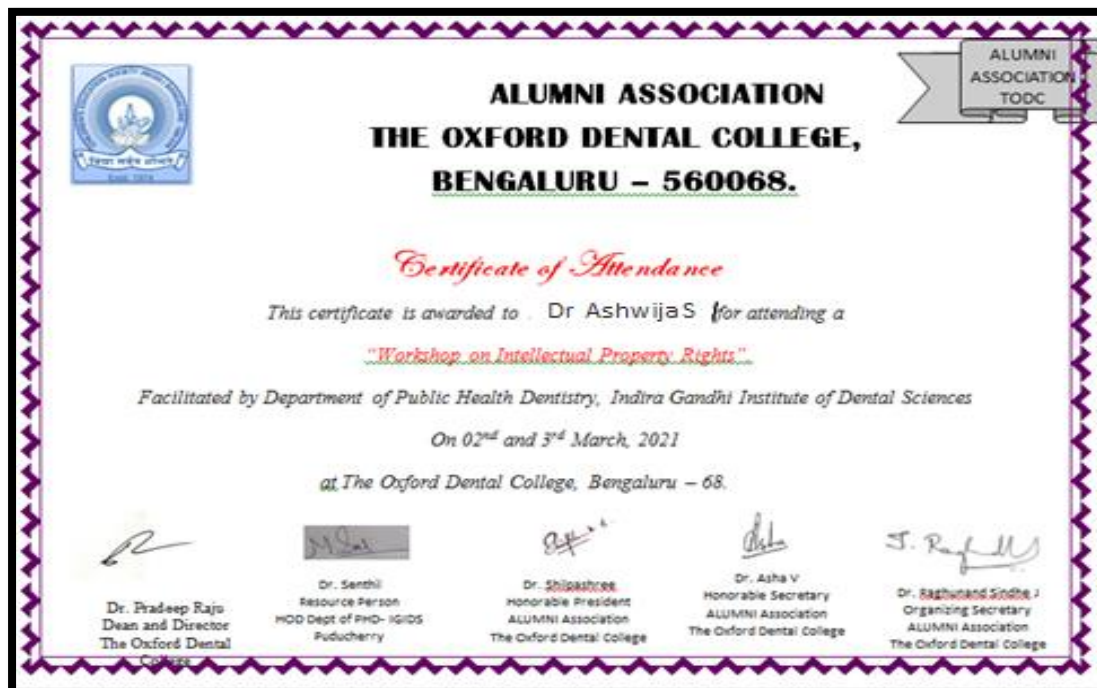 ALUMNI
ASSOCIATION
TODC
ALUMNI ASSOCIATION
THE OXFORD DENTAL COLLEGE,
BENGALURU – 560068.
Certificate of Attendance
This certificate is awarded to Dr AshwijaS for attending a
“Workshop on Intellectual Property Rights”.
Facilitated by Department of Public Health Dentistry, Indira Gandhi Institute of Dental Sciences
On 02nd and 3rd March, 2021
at The Oxford Dental College, Bengaluru – 68.
Asha
Dr. Pradeep Raju
Dean and Director
The Oxford Dental
College
Dr. Senthil
Resource Person
HOD Dept of PHD- IGIDS
Puducherry
Dr. Shilpashree
Honorable President
ALUMNI Association
The Oxford Dental College
Dr. Asha V
Honorable Secretary
ALUMNI Association
The Oxford Dental College
Dr. Raghunand Sindhe J
Organizing Secretary
ALUMNI Association
The Oxford Dental College